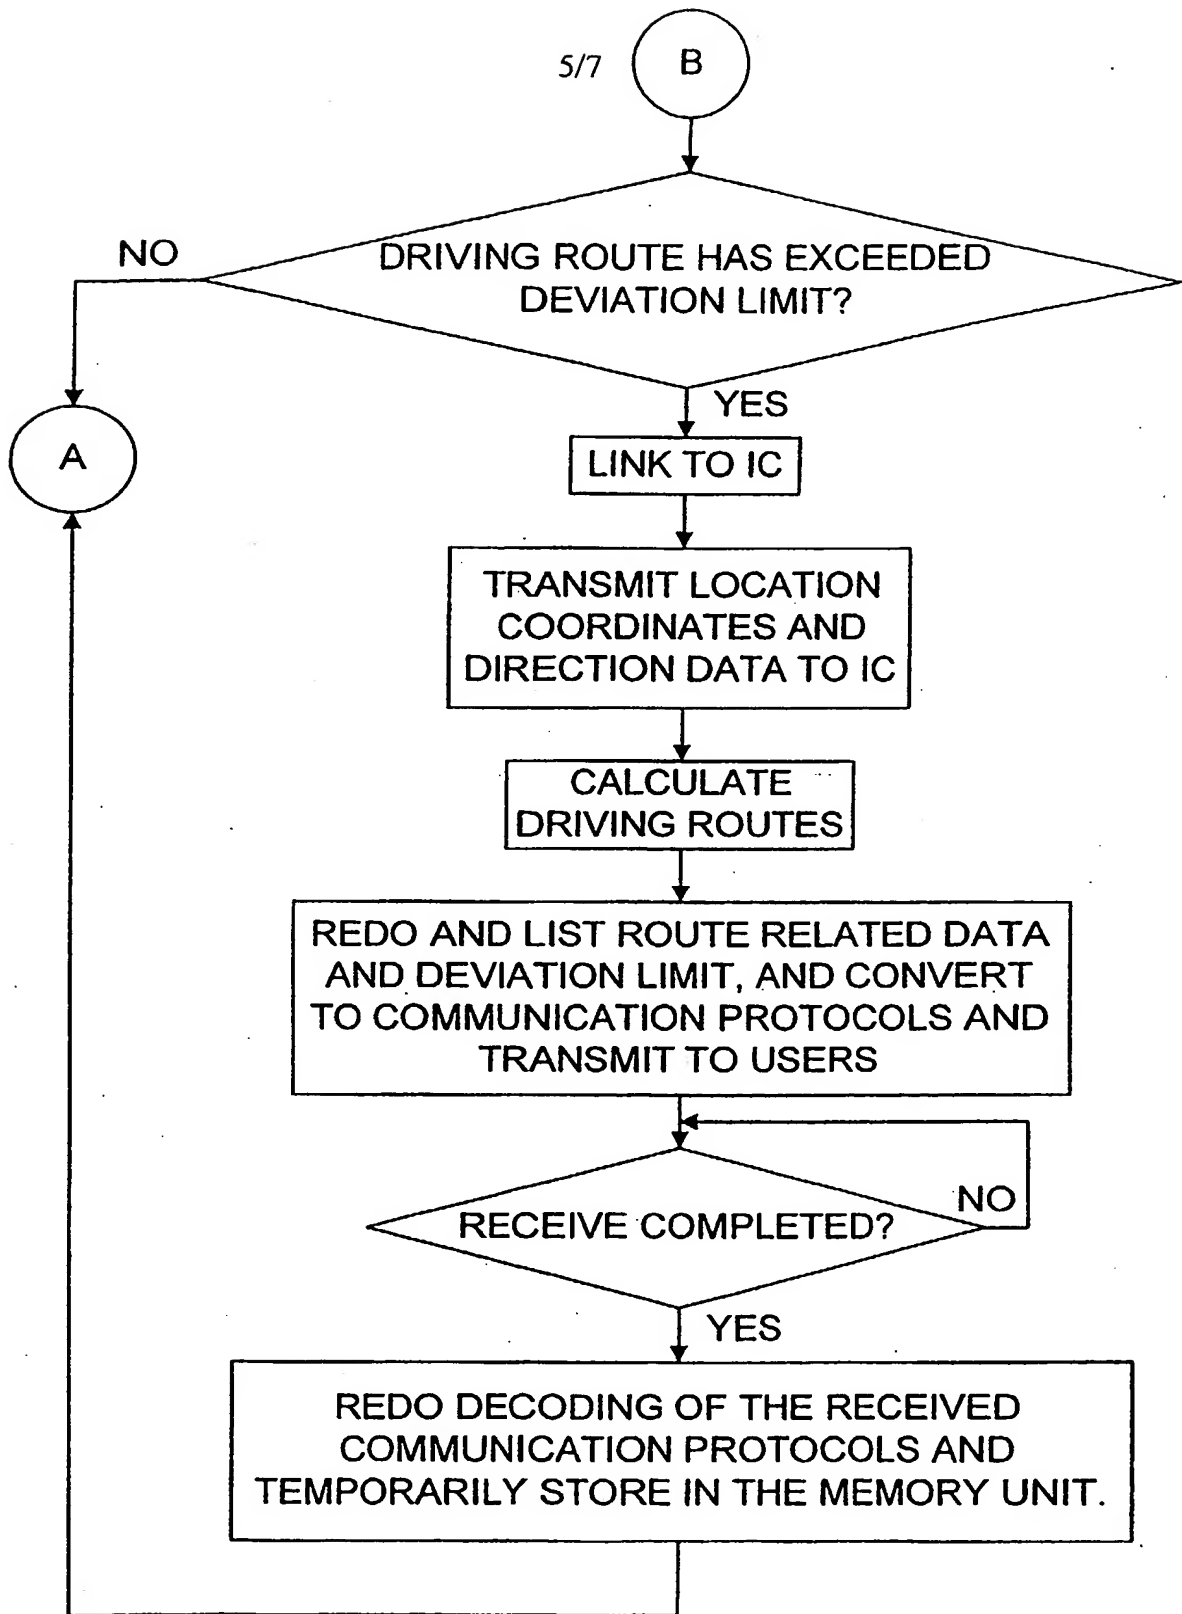 5/7
B
NO
DRIVING ROUTE HAS EXCEEDED
DEVIATION LIMIT?
YES
A
LINK TO IC
TRANSMIT LOCATION
COORDINATES AND
DIRECTION DATA TO IC
CALCULATE
DRIVING ROUTES
REDO AND LIST ROUTE RELATED DATA
AND DEVIATION LIMIT, AND CONVERT
TO COMMUNICATION PROTOCOLS AND
TRANSMIT TO USERS
NO
RECEIVE COMPLETED?
YES
REDO DECODING OF THE RECEIVED
COMMUNICATION PROTOCOLS AND
TEMPORARILY STORE IN THE MEMORY UNIT.